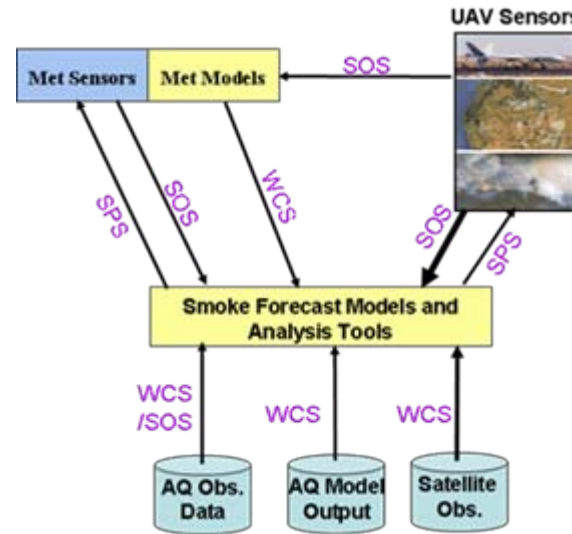 UAV Sensors
Met Sensors
Met Models
SOS
SPS
SOS
WCS
SOS
SPS
Smoke Forecast Models and
Analysis Tools
WCS
/SOS
WCS
WCS
AQ Obs.
Data
AQ Model
Output
Satellite
Obs.